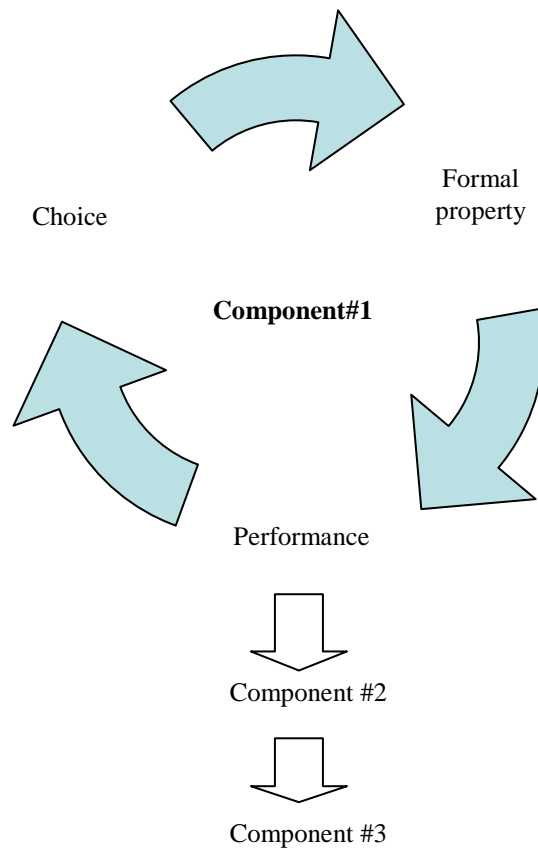 Formal
property
Choice
Component#1
Performance
Component #2
Component #3